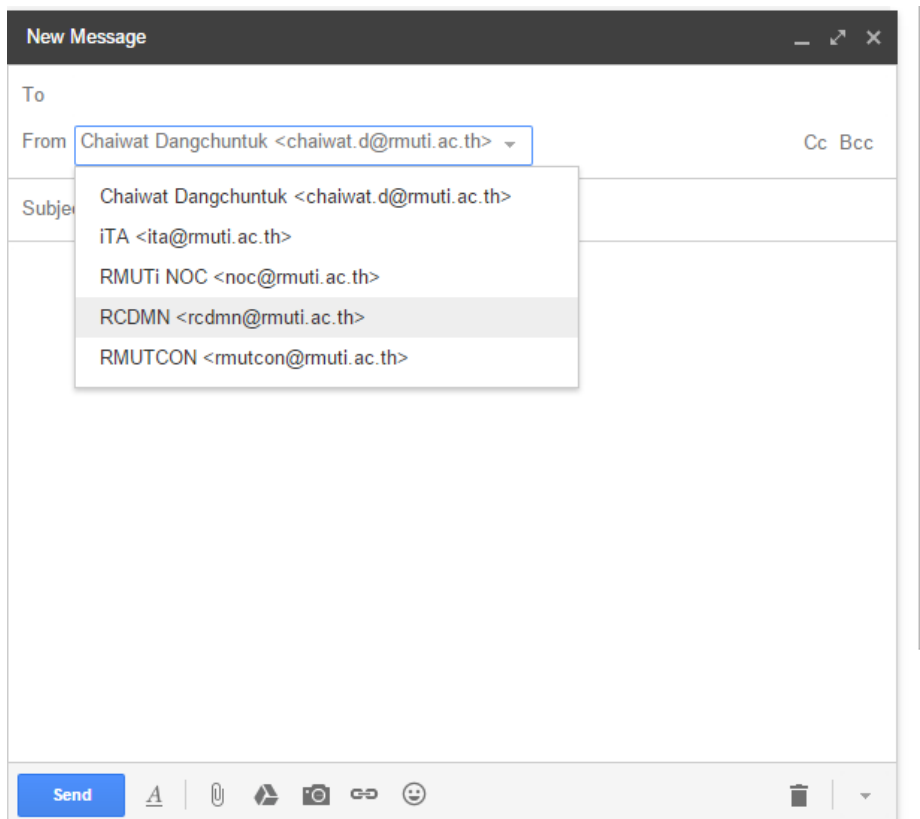 New Message
To
From Chaiwat Dangchuntuk <chaiwat.d@rmuti.ac.th> Cc Bcc
Chaiwat Dangchuntuk <chaiwat.d@rmuti.ac.th>
Subje
iTA <ita@rmuti.ac.th>
RMUTi NOC <noc@rmuti.ac.th>
RCDMN <rcdmn@rmuti.ac.th>
RMUTCON <rmutcon@rmuti.ac.th>
Send A